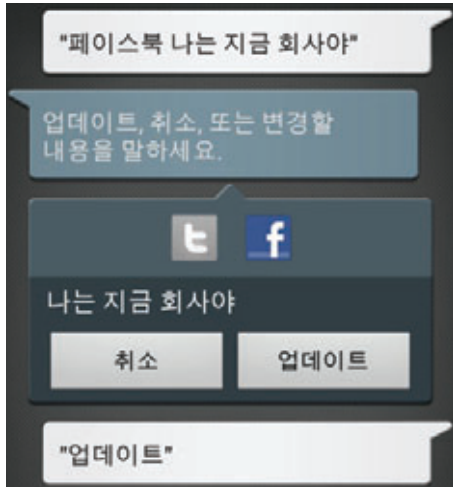 "페이스북 나는 지금 회사야"
업데이트, 취소, 또는 변경할
내용을 말하세요.
t f
나는 지금 회사야
취소 업데이트
"업데이트"